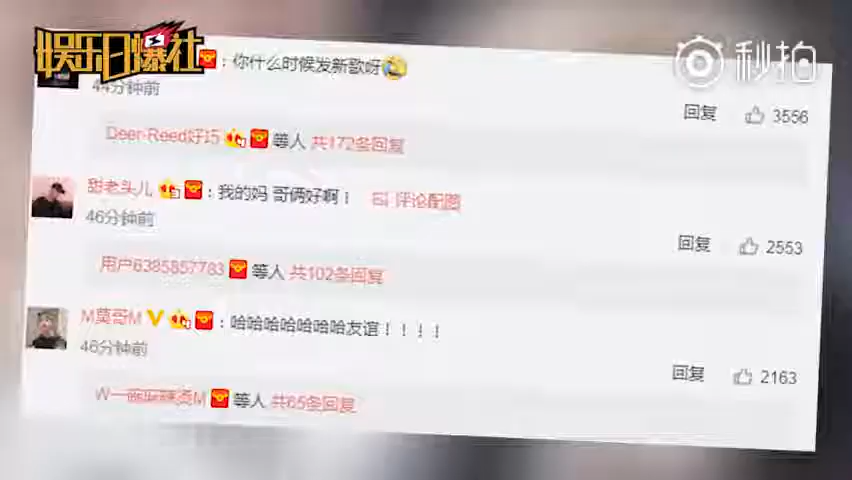 娱乐日爆社
秒拍
：你什么时候发新歌呀
44分钟前
回复 3556
Deer-Reed好15 等人 共172条回复
甜老头儿 ：我的妈 哥俩好啊！ 评论配图
46分钟前
回复 2553
用户6385857783 等人 共102条回复
M莫哥M ：哈哈哈哈哈哈哈友谊！！！！
46分钟前
回复 2163
等人 共65条回复